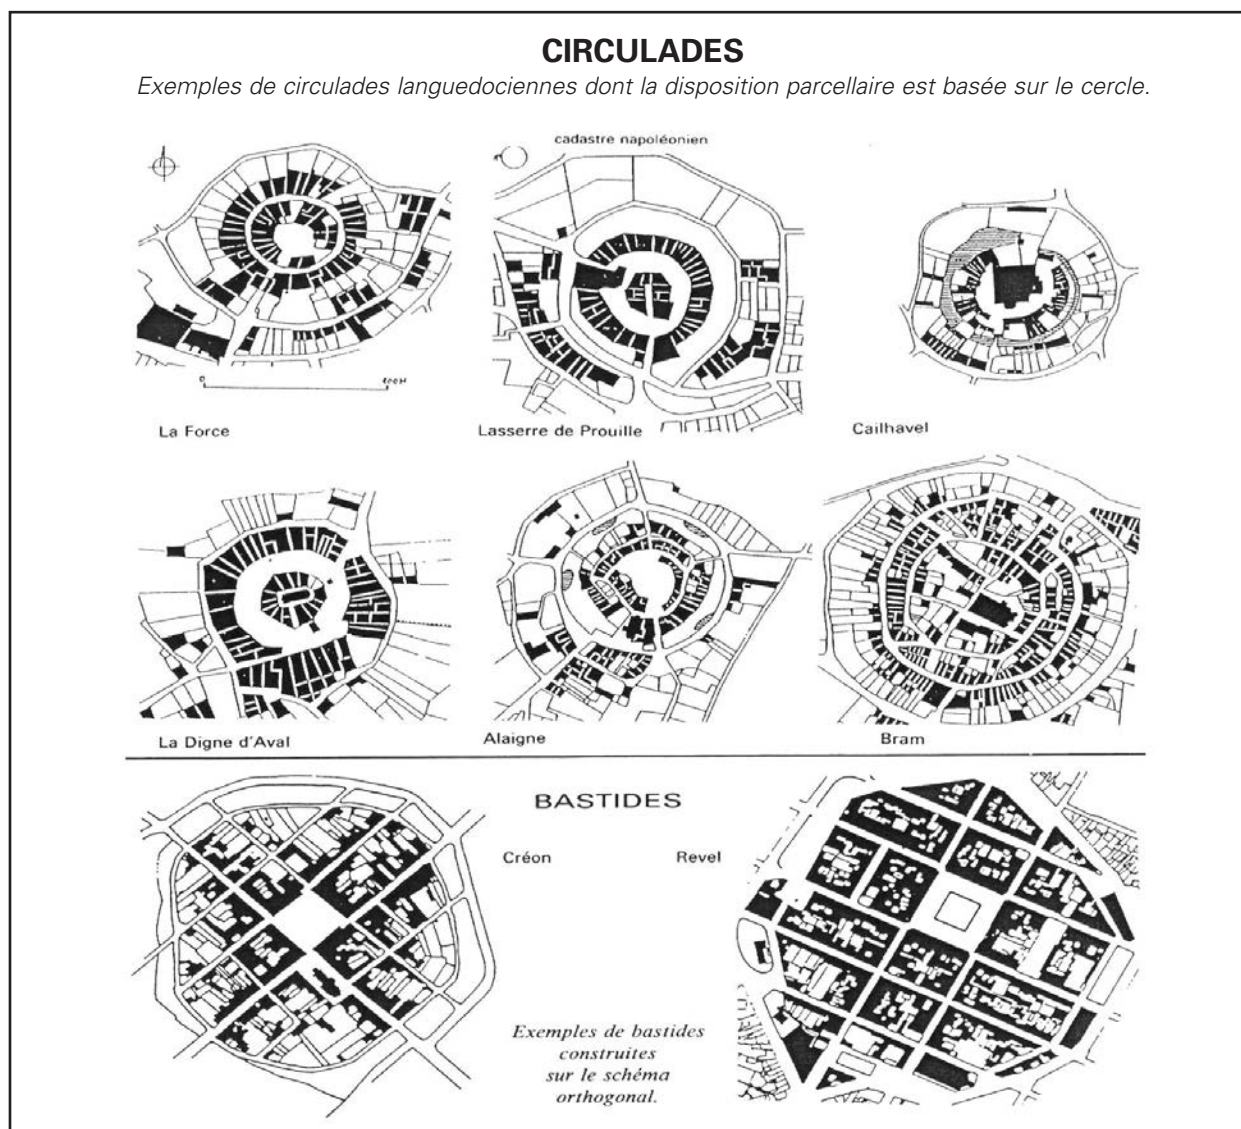 CIRCULADES
Exemples de circulades languedociennes dont la disposition parcellaire est basée sur le cercle.
cadastre napoléonien
0 100M
La Force
Lasserre de Prouille
Cailhavel
La Digne d'Aval
Alaigne
Bram
BASTIDES
Créon
Revel
Exemples de bastides
construites
sur le schéma
orthogonal.